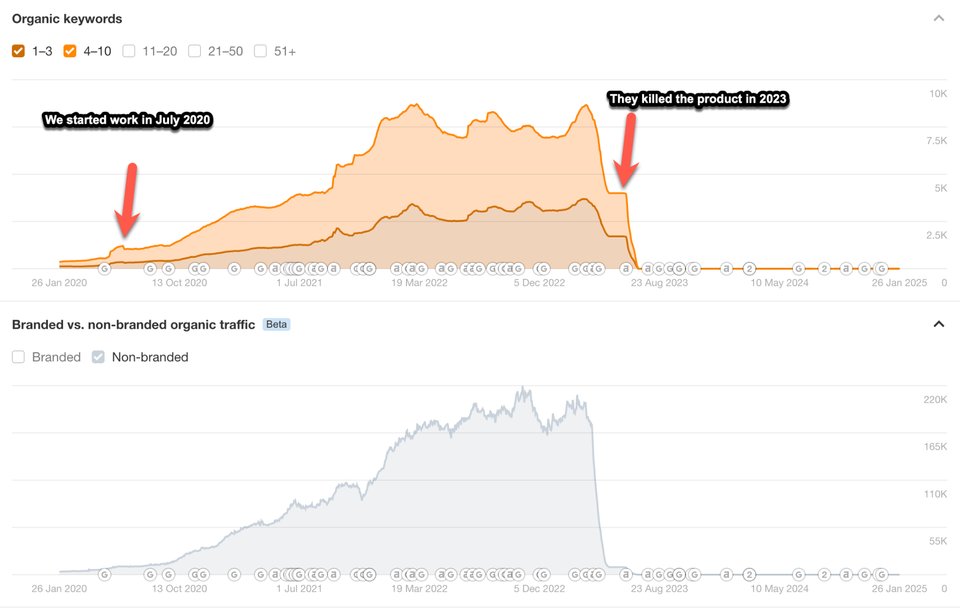 Organic keywords
1–3 4–10 11–20 21–50 51+
10K
They killed the product in 2023
We started work in July 2020
7.5K
5K
2.5K
26 Jan 2020 13 Oct 2020 1 Jul 2021 19 Mar 2022 5 Dec 2022 23 Aug 2023 10 May 2024 26 Jan 2025 0
Branded vs. non-branded organic traffic Beta
Branded Non-branded
220K
165K
110K
55K
26 Jan 2020 13 Oct 2020 1 Jul 2021 19 Mar 2022 5 Dec 2022 23 Aug 2023 10 May 2024 26 Jan 2025 0